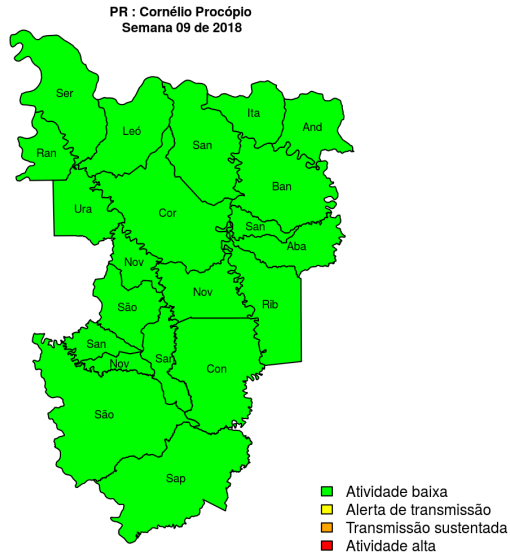 PR : Cornélio Procópio
Semana 09 de 2018
Ser
Leó
Ita
And
San
Ran
Ban
Ura
Cor
San
Aba
Nov
Nov
Rib
São
San
San
Nov
Con
São
Sap
Atividade baixa
Alerta de transmissão
Transmissão sustentada
Atividade alta